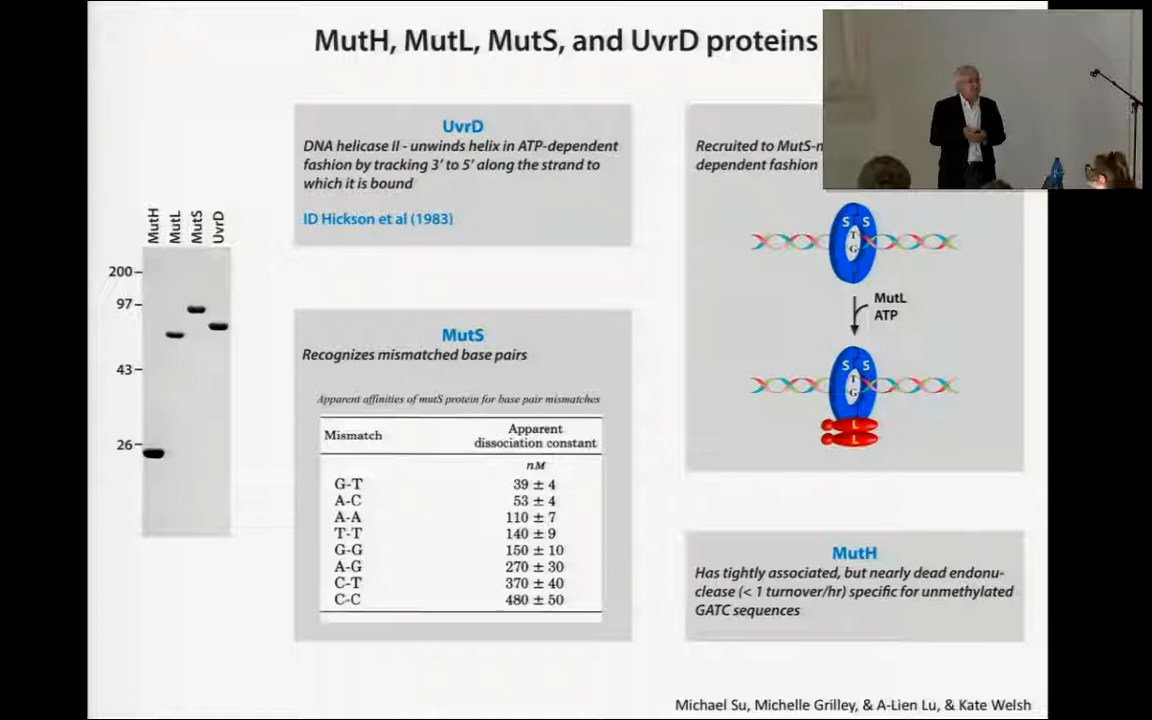 MutH, MutL, MutS, and UvrD proteins
UvrD
DNA helicase II - unwinds helix in ATP-dependent
fashion by tracking 3′ to 5′ along the strand to
which it is bound
ID Hickson et al (1983)
MutH
MutL
MutS
UvrD
200
97
43
26
MutS
Recognizes mismatched base pairs
Apparent affinities of mutS protein for base pair mismatches
Mismatch
Apparent
dissociation constant
nM
G-T 39 ± 4
A-C 53 ± 4
A-A 110 ± 7
T-T 140 ± 9
G-G 150 ± 10
A-G 270 ± 30
C-T 370 ± 40
C-C 480 ± 50
Recruited to MutS-
dependent fashion
S S
T
G
MutL
ATP
S S
T
G
L
L
MutH
Has tightly associated, but nearly dead endonu-
clease (< 1 turnover/hr) specific for unmethylated
GATC sequences
Michael Su, Michelle Grilley, & A-Lien Lu, & Kate Welsh